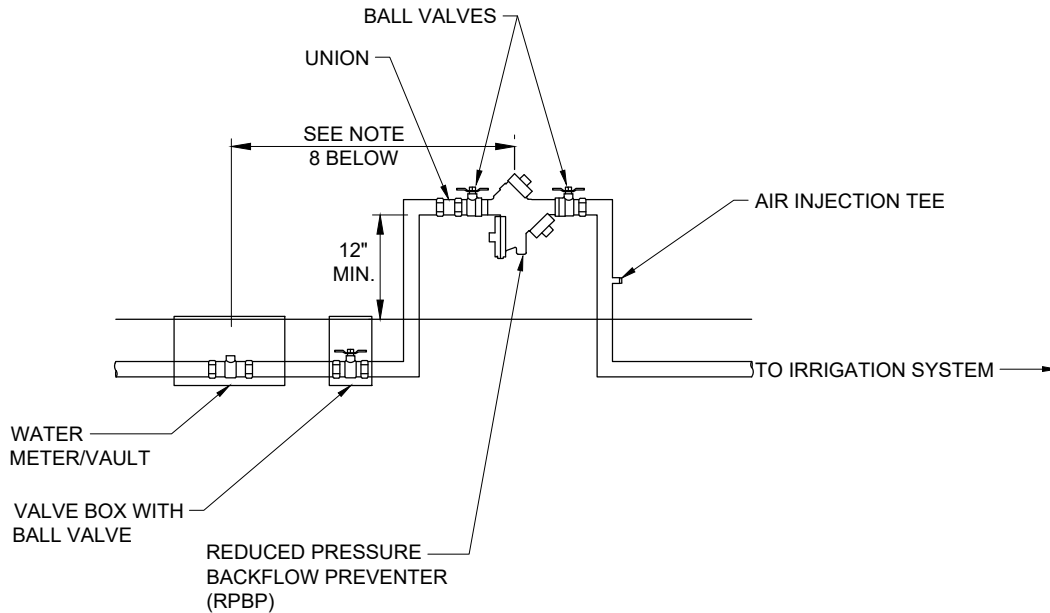 BALL VALVES
UNION
SEE NOTE
8 BELOW
AIR INJECTION TEE
12"
MIN.
TO IRRIGATION SYSTEM
WATER
METER/VAULT
VALVE BOX WITH
BALL VALVE
REDUCED PRESSURE
BACKFLOW PREVENTER
(RPBP)